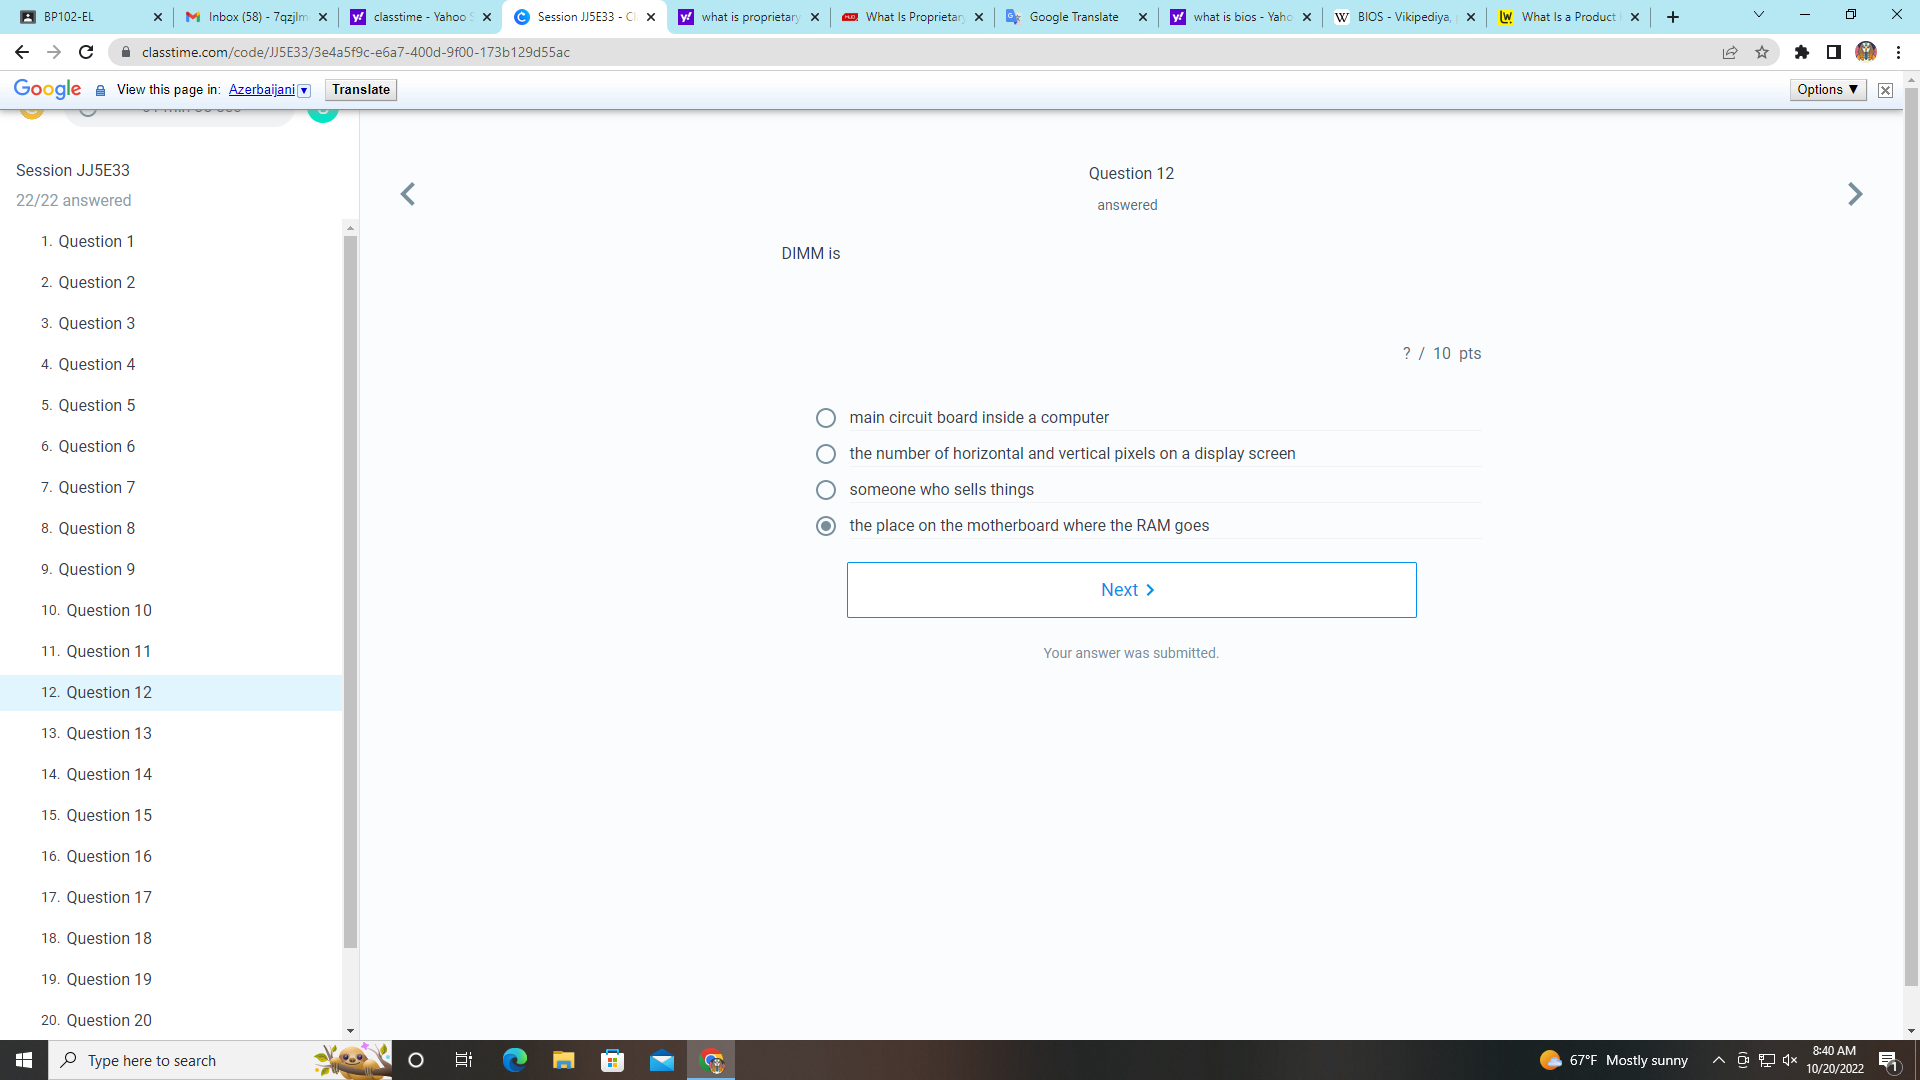 BP102-EL
Inbox (58) - 7qzjlm
classtime - Yahoo S
Session JJ5E33 - Cl
what is proprietary
What Is Proprietary
Google Translate
what is bios - Yaho
BIOS - Vikipediya,
What Is a Product
classtime.com/code/JJ5E33/3e4a5f9c-e6a7-400d-9f00-173b129d55ac
Google
View this page in: Azerbaijani
Translate
Options ▼
Session JJ5E33
22/22 answered
1. Question 1
2. Question 2
3. Question 3
4. Question 4
5. Question 5
6. Question 6
7. Question 7
8. Question 8
9. Question 9
10. Question 10
11. Question 11
12. Question 12
13. Question 13
14. Question 14
15. Question 15
16. Question 16
17. Question 17
18. Question 18
19. Question 19
20. Question 20
Question 12
answered
DIMM is
? / 10 pts
main circuit board inside a computer
the number of horizontal and vertical pixels on a display screen
someone who sells things
the place on the motherboard where the RAM goes
Next
Your answer was submitted.
Type here to search
67°F Mostly sunny
8:40 AM
10/20/2022
1